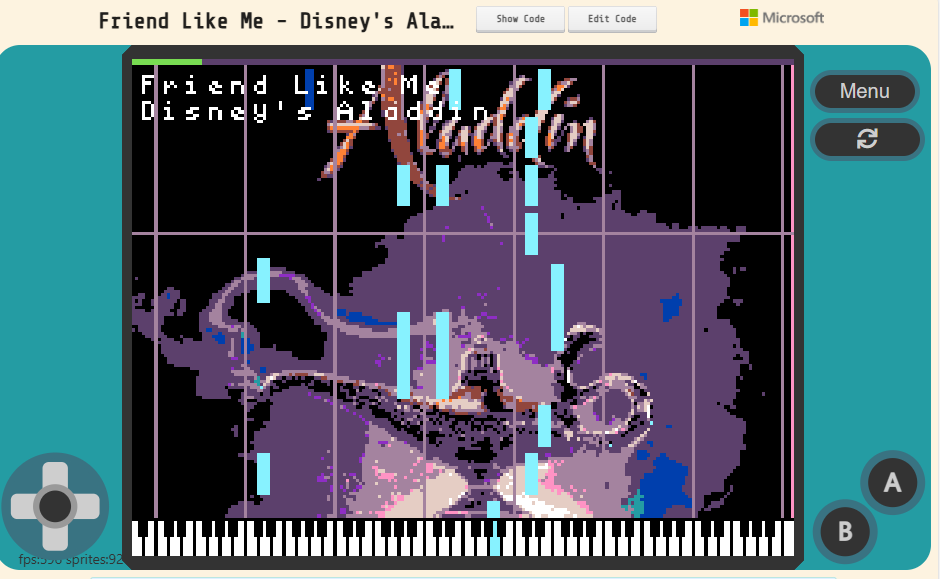 Friend Like Me - Disney's Ala…
Show Code
Edit Code
Microsoft
Friend Like Me
Disney's Aladdin
Aladdin
Menu
A
B